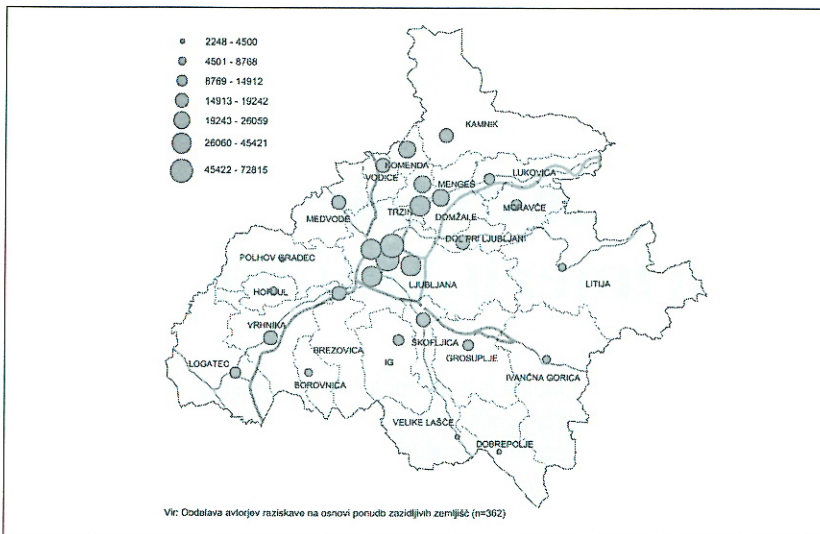 2248 - 4500
4501 - 8768
8769 - 14912
14913 - 19242
19243 - 26059
26060 - 45421
45422 - 72815
KAMNIK
KOMENDA
VODICE
LUKOVICA
MENGEŠ
MORAVČE
TRZIN
DOMŽALE
MEDVODE
DOL PRI LJUBLJANI
POLHOV GRADEC
LJUBLJANA
LITIJA
HORJUL
VRHNIKA
ŠKOFLJICA
BREZOVICA
IG
GROSUPLJE
LOGATEC
IVANČNA GORICA
BOROVNICA
VELIKE LAŠČE
DOBREPOLJE
Vir: Obdelava avtorjev raziskave na osnovi ponudb zazidljivih zemljišč (n=362)